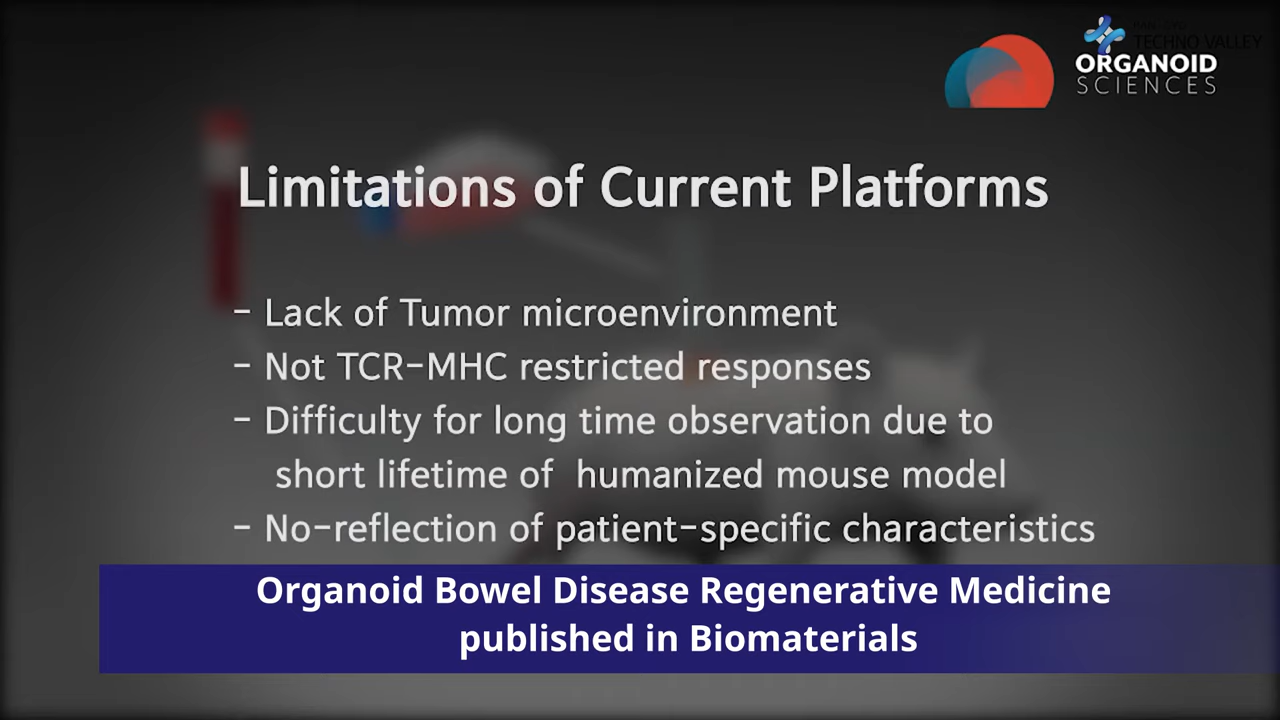 TECHNO VALLEY
ORGANOID
SCIENCES
Limitations of Current Platforms
- Lack of Tumor microenvironment
- Not TCR-MHC restricted responses
- Difficulty for long time observation due to
short lifetime of humanized mouse model
- No-reflection of patient-specific characteristics
Organoid Bowel Disease Regenerative Medicine
published in Biomaterials